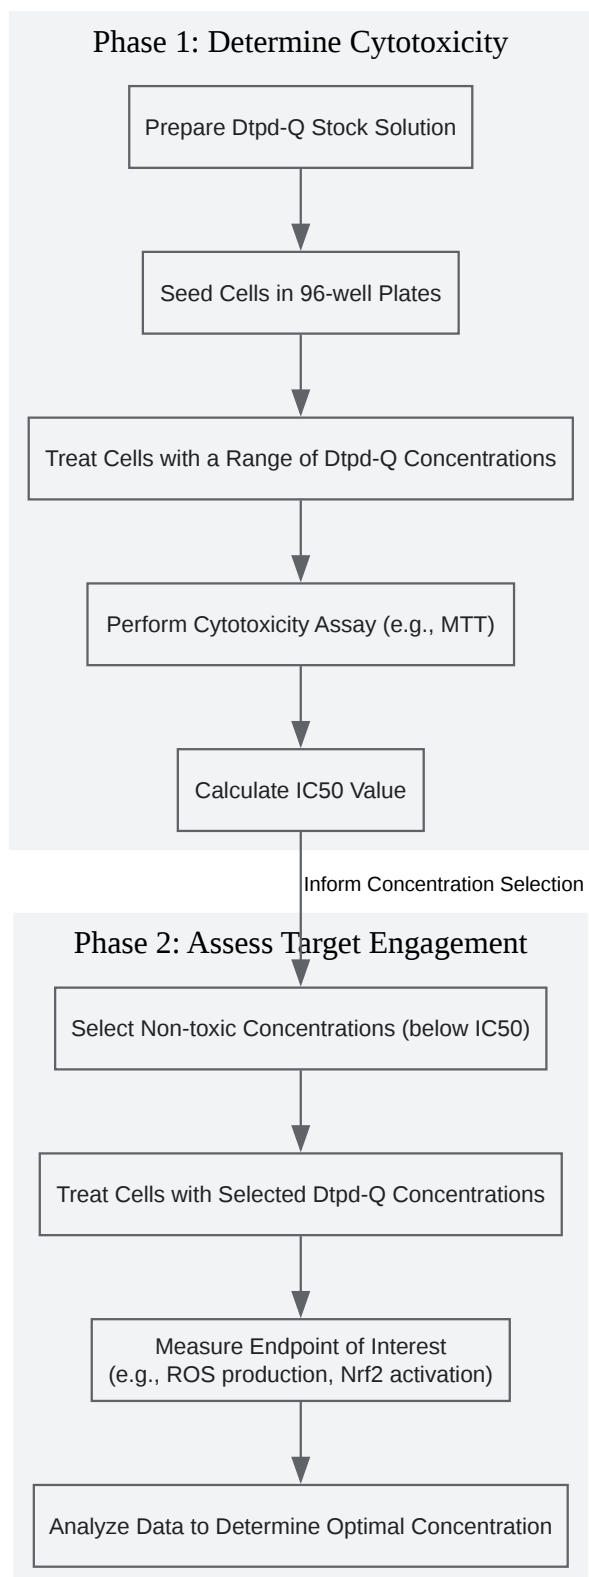 Phase 1: Determine Cytotoxicity
Prepare Dtpd-Q Stock Solution
Seed Cells in 96-well Plates
Treat Cells with a Range of Dtpd-Q Concentrations
Perform Cytotoxicity Assay (e.g., MTT)
Calculate IC50 Value
Inform Concentration Selection
Phase 2: Assess Target Engagement
Select Non-toxic Concentrations (below IC50)
Treat Cells with Selected Dtpd-Q Concentrations
Measure Endpoint of Interest
(e.g., ROS production, Nrf2 activation)
Analyze Data to Determine Optimal Concentration